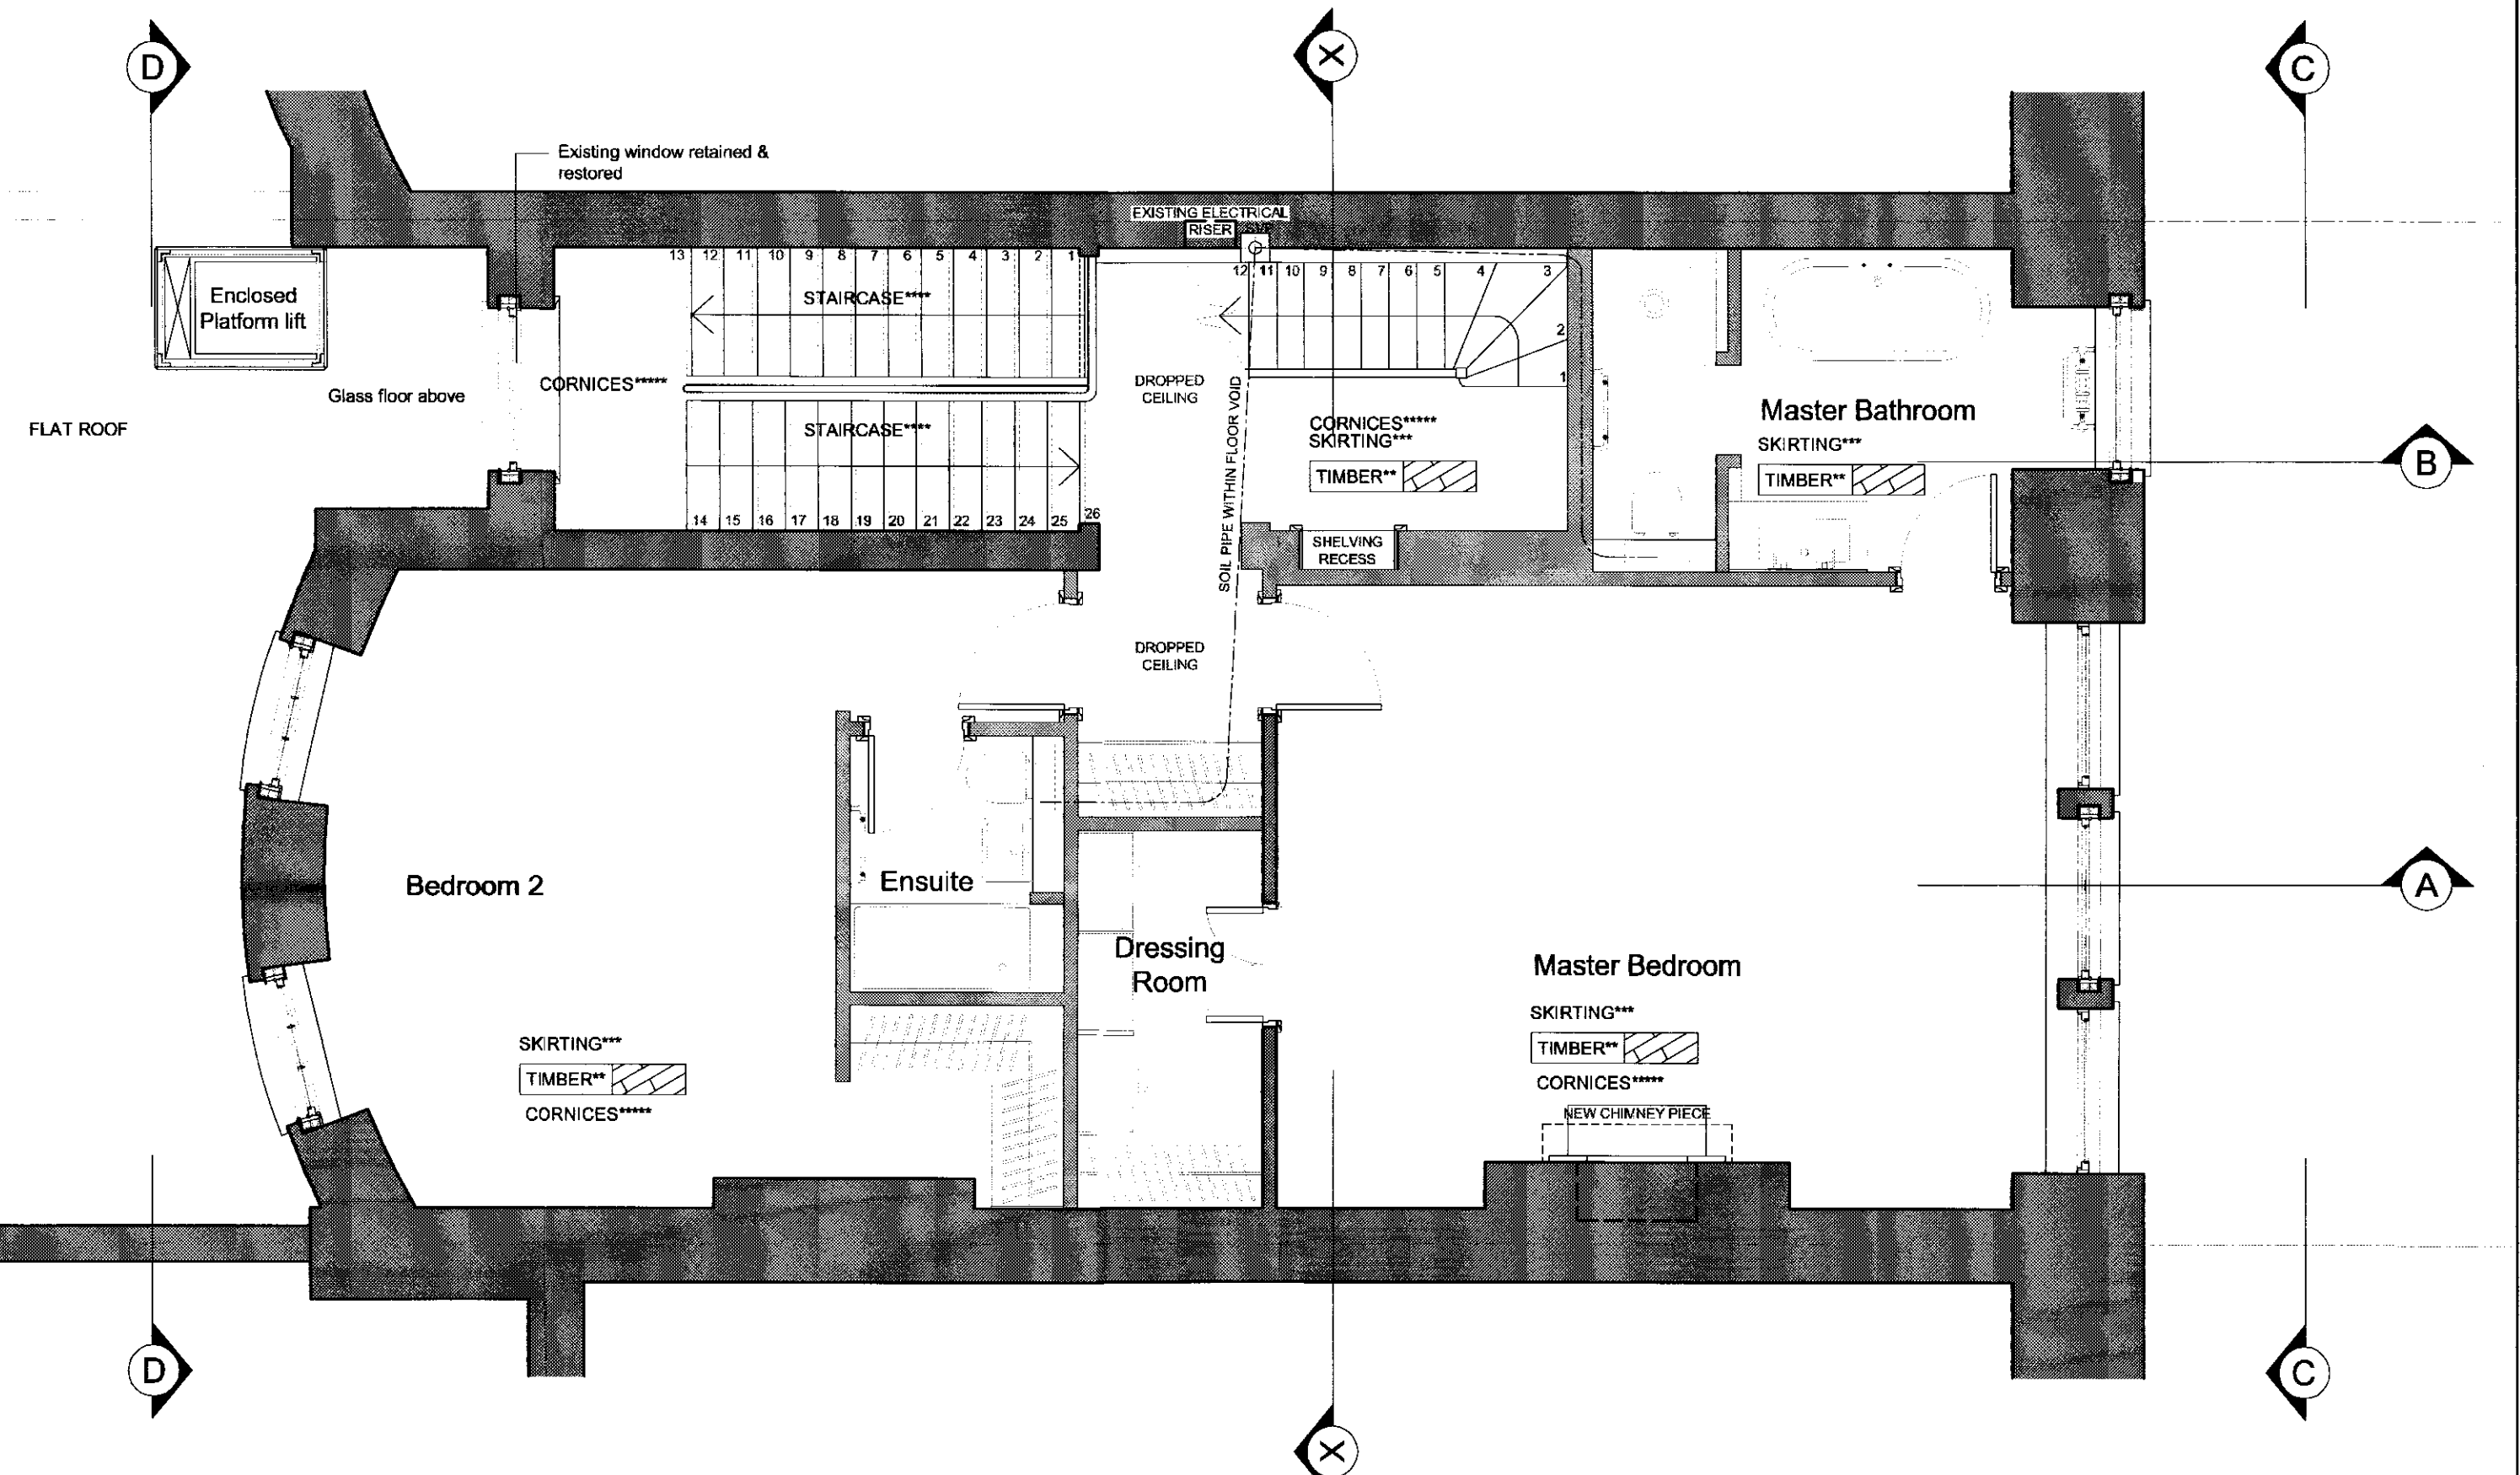 D
X
C
Existing window retained &
restored
EXISTING ELECTRICAL
RISER
SVP
13 12 11 10 9 8 7 6 5 4 3 2 1
12 11 10 9 8 7 6 5 4 3
2
1
Enclosed
Platform lift
STAIRCASE****
CORNICES*****
Glass floor above
DROPPED
CEILING
FLAT ROOF
STAIRCASE****
SOIL PIPE WITHIN FLOOR VOID
CORNICES*****
SKIRTING***
TIMBER**
Master Bathroom
SKIRTING***
TIMBER**
B
14 15 16 17 18 19 20 21 22 23 24 25 26
SHELVING
RECESS
DROPPED
CEILING
Bedroom 2
Ensuite
A
Dressing
Room
Master Bedroom
SKIRTING***
TIMBER**
CORNICES*****
SKIRTING***
TIMBER**
CORNICES*****
NEW CHIMNEY PIECE
D
X
C